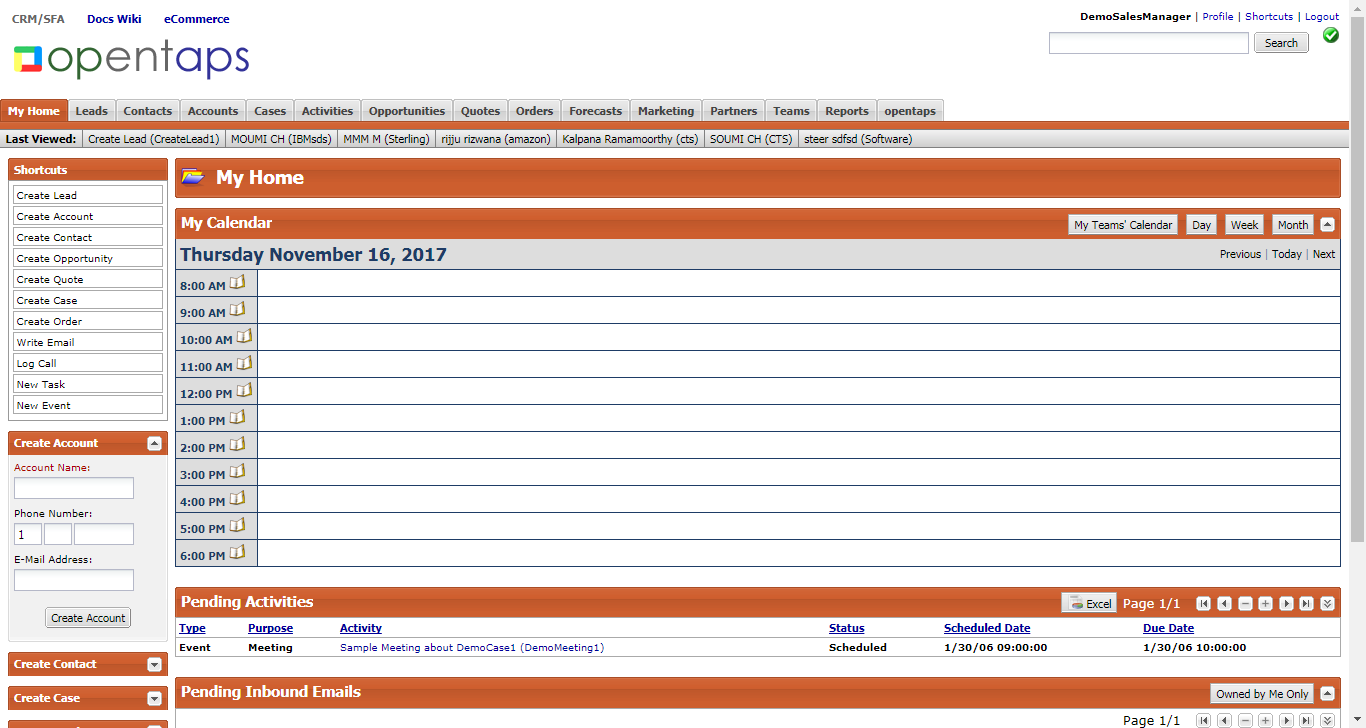 CRM/SFA Docs Wiki eCommerce
DemoSalesManager | Profile | Shortcuts | Logout
opentaps
Search
My Home Leads Contacts Accounts Cases Activities Opportunities Quotes Orders Forecasts Marketing Partners Teams Reports opentaps
Last Viewed: Create Lead (CreateLead1) MOUMI CH (IBMsds) MMM M (Sterling) rijju rizwana (amazon) Kalpana Ramamoorthy (cts) SOUMI CH (CTS) steer sdfsd (Software)
Shortcuts
Create Lead
Create Account
Create Contact
Create Opportunity
Create Quote
Create Case
Create Order
Write Email
Log Call
New Task
New Event
Create Account
Account Name:
Phone Number:
1
E-Mail Address:
Create Account
Create Contact
Create Case
My Home
My Calendar My Teams' Calendar Day Week Month
Thursday November 16, 2017 Previous | Today | Next
8:00 AM
9:00 AM
10:00 AM
11:00 AM
12:00 PM
1:00 PM
2:00 PM
3:00 PM
4:00 PM
5:00 PM
6:00 PM
Pending Activities Excel Page 1/1
Type Purpose Activity Status Scheduled Date Due Date
Event Meeting Sample Meeting about DemoCase1 (DemoMeeting1) Scheduled 1/30/06 09:00:00 1/30/06 10:00:00
Pending Inbound Emails Owned by Me Only
Page 1/1